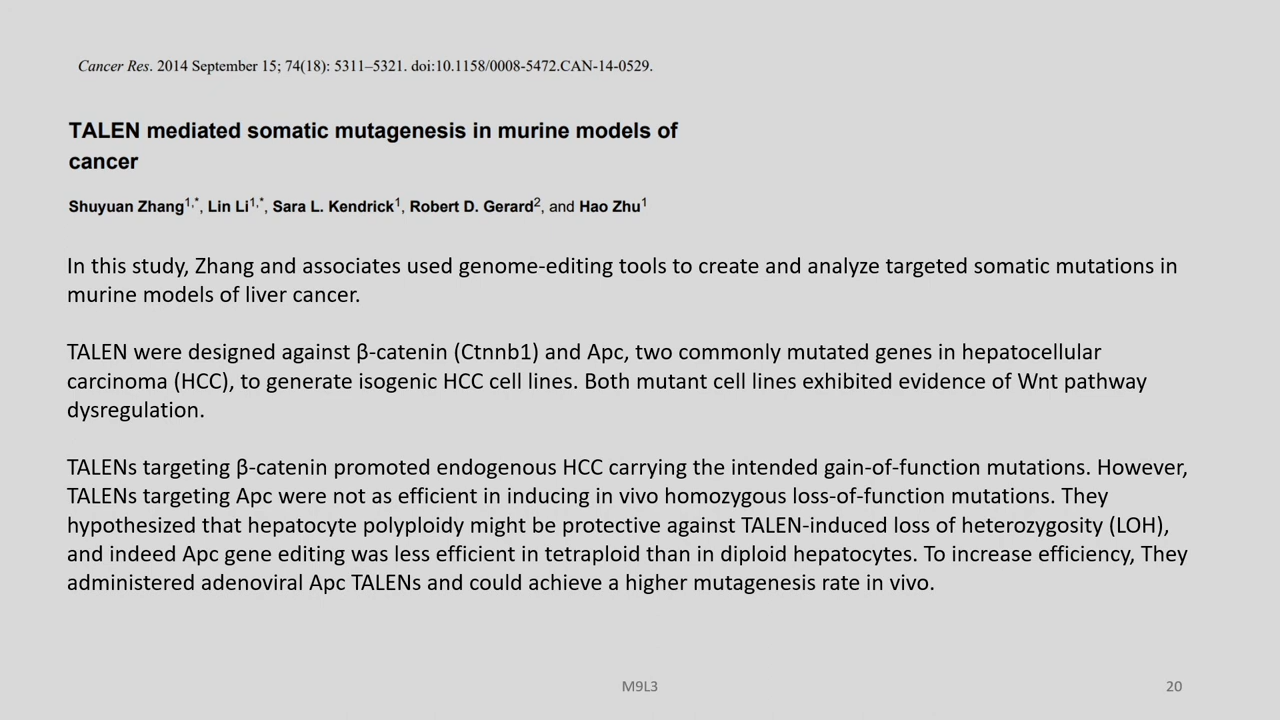 Cancer Res. 2014 September 15; 74(18): 5311–5321. doi:10.1158/0008-5472.CAN-14-0529.
TALEN mediated somatic mutagenesis in murine models of
cancer
Shuyuan Zhang1,*, Lin Li1,*, Sara L. Kendrick1, Robert D. Gerard2, and Hao Zhu1
In this study, Zhang and associates used genome-editing tools to create and analyze targeted somatic mutations in
murine models of liver cancer.
TALEN were designed against β-catenin (Ctnnb1) and Apc, two commonly mutated genes in hepatocellular
carcinoma (HCC), to generate isogenic HCC cell lines. Both mutant cell lines exhibited evidence of Wnt pathway
dysregulation.
TALENs targeting β-catenin promoted endogenous HCC carrying the intended gain-of-function mutations. However,
TALENs targeting Apc were not as efficient in inducing in vivo homozygous loss-of-function mutations. They
hypothesized that hepatocyte polyploidy might be protective against TALEN-induced loss of heterozygosity (LOH),
and indeed Apc gene editing was less efficient in tetraploid than in diploid hepatocytes. To increase efficiency, They
administered adenoviral Apc TALENs and could achieve a higher mutagenesis rate in vivo.
M9L3
20